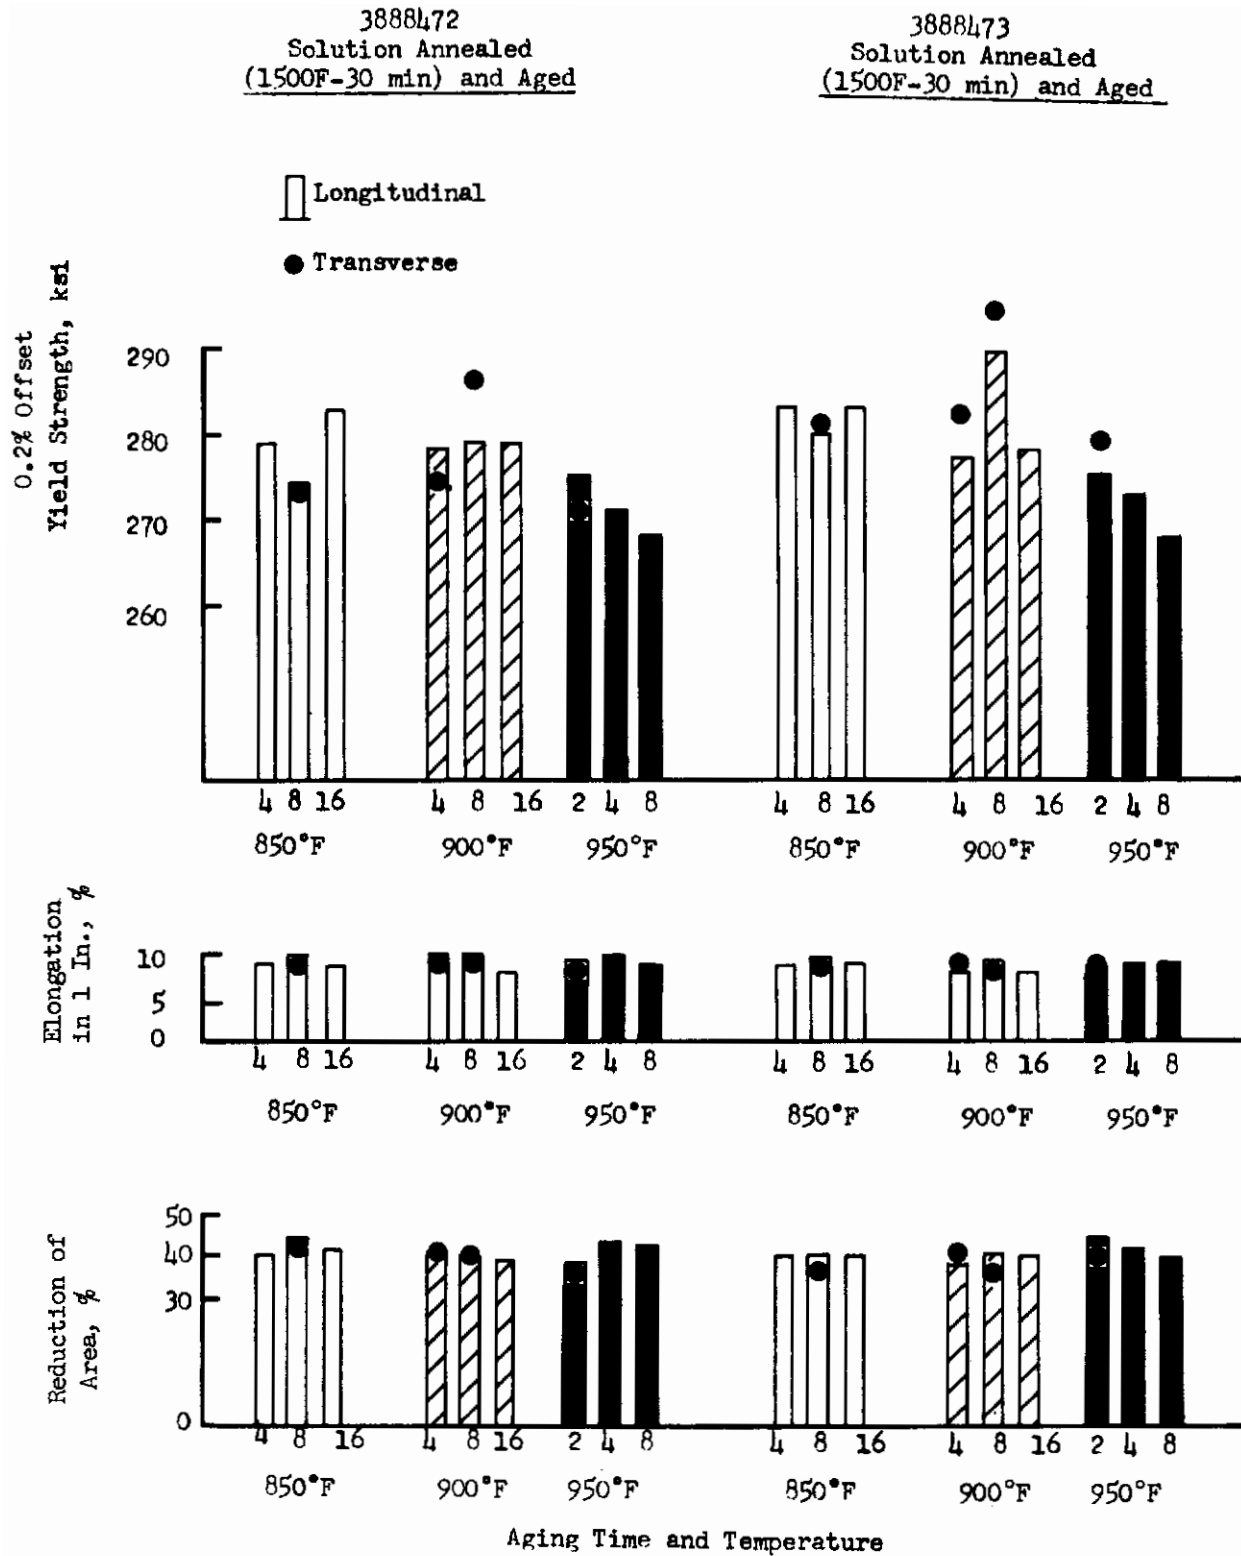 3888472
Solution Annealed
(1500F-30 min) and Aged
3888473
Solution Annealed
(1500F-30 min) and Aged
Longitudinal
Transverse
0.2% Offset
Yield Strength, ksi
290
280
270
260
4 8 16 4 8 16 2 4 8 4 8 16 4 8 16 2 4 8
850°F 900°F 950°F 850°F 900°F 950°F
Elongation
in 1 In., %
10
5
0
4 8 16 4 8 16 2 4 8 4 8 16 4 8 16 2 4 8
850°F 900°F 950°F 850°F 900°F 950°F
Reduction of
Area, %
50
40
30
0
4 8 16 4 8 16 2 4 8 4 8 16 4 8 16 2 4 8
850°F 900°F 950°F 850°F 900°F 950°F
Aging Time and Temperature